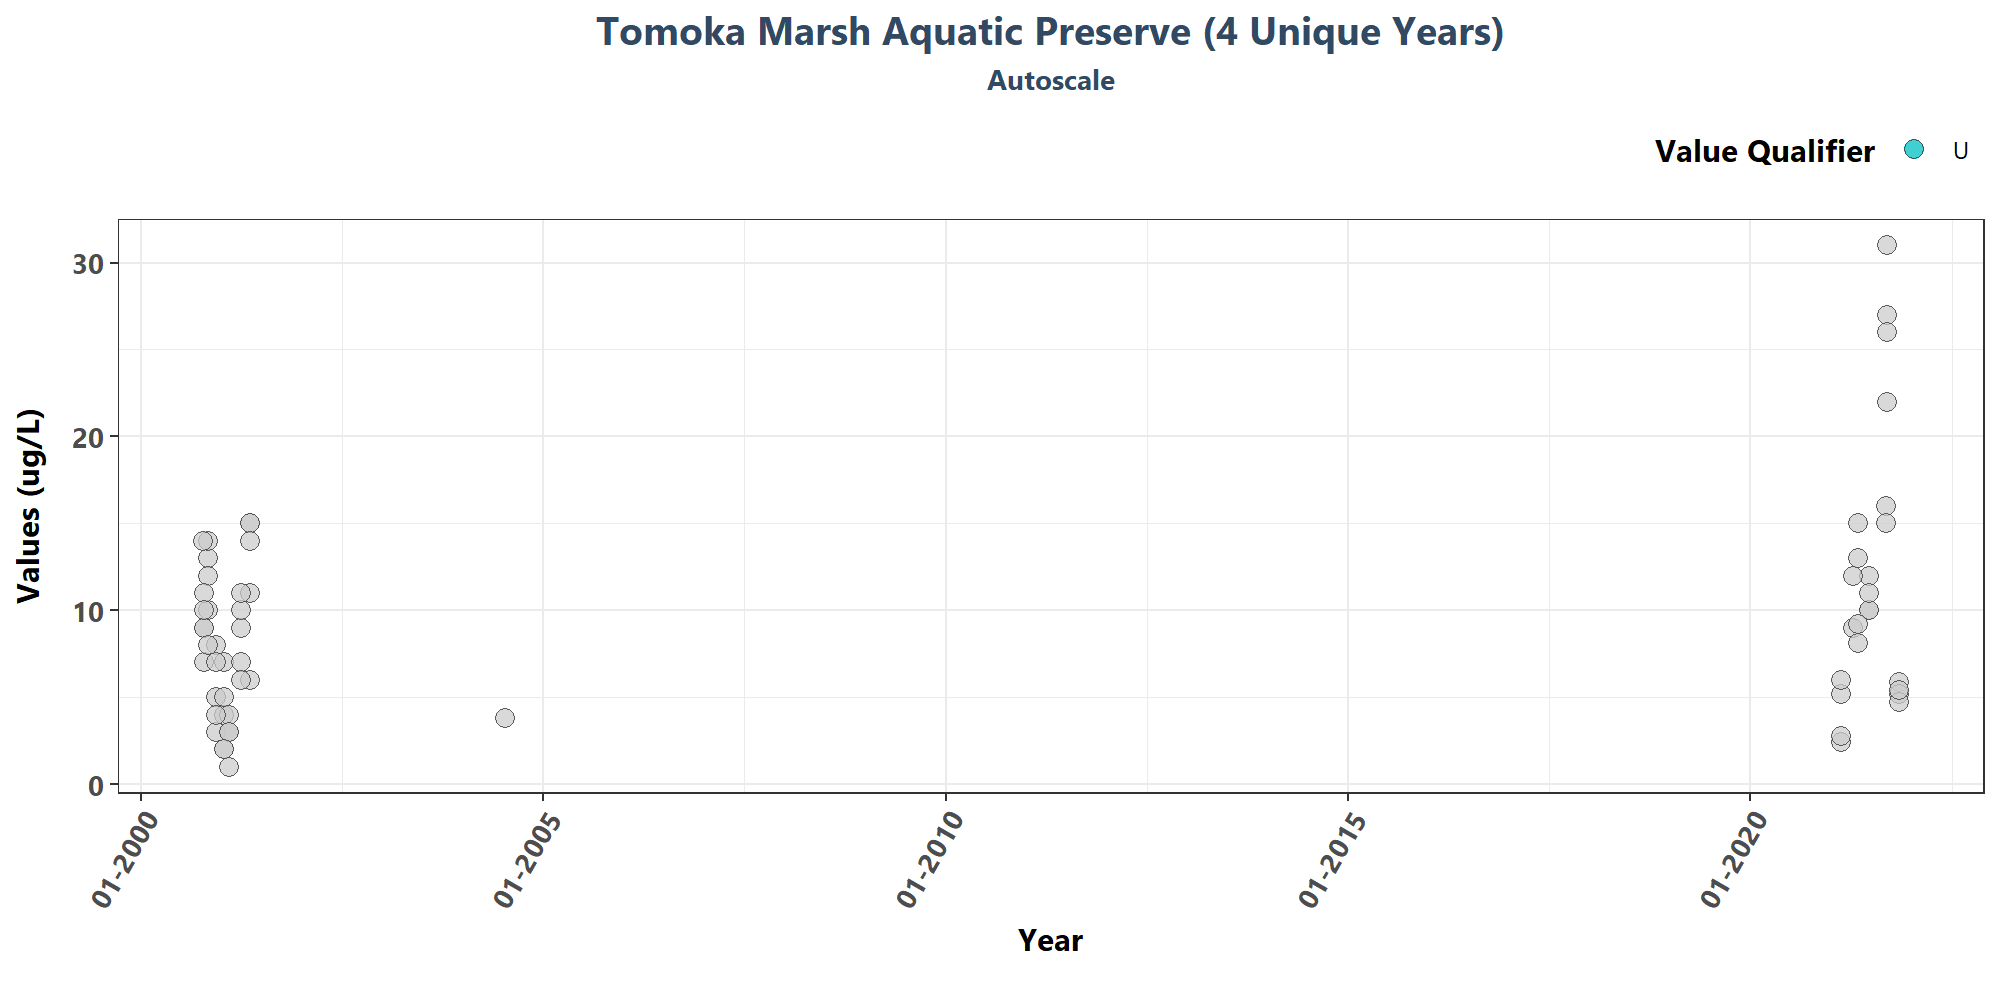 Tomoka Marsh Aquatic Preserve (4 Unique Years)
Autoscale
Value Qualifier U
Values (ug/L)
30
20
10
0
01-2000 01-2005 01-2010 01-2015 01-2020
Year